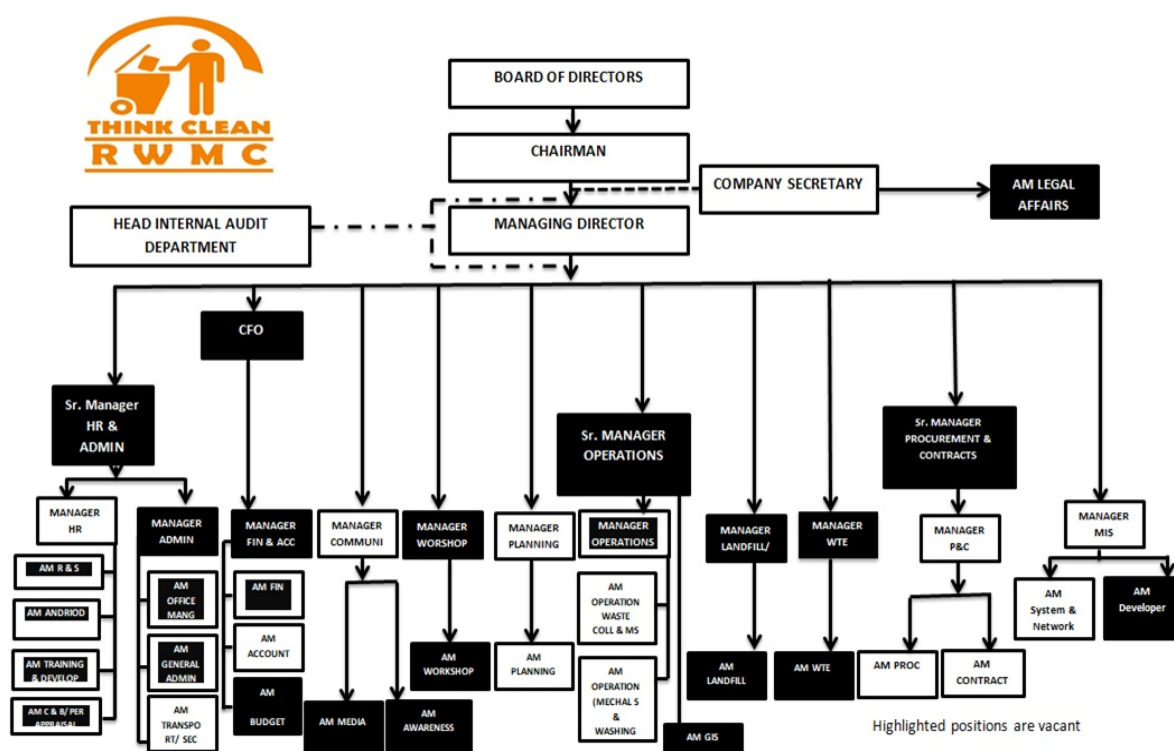 THINK CLEAN
RWMC
BOARD OF DIRECTORS
CHAIRMAN
COMPANY SECRETARY
AM LEGAL
AFFAIRS
HEAD INTERNAL AUDIT
DEPARTMENT
MANAGING DIRECTOR
CFO
Sr. Manager
HR &
ADMIN
Sr. MANAGER
OPERATIONS
Sr. MANAGER
PROCUREMENT &
CONTRACTS
MANAGER
HR
MANAGER
ADMIN
MANAGER
FIN & ACC
MANAGER
COMMUNI
MANAGER
WORSHOP
MANAGER
PLANNING
MANAGER
OPERATIONS
MANAGER
LANDFILL/
MANAGER
WTE
MANAGER
P&C
MANAGER
MIS
AM R & S
AM ANDRIOD
AM TRAINING
& DEVELOP
AM C & B/ PER
APPRAISAL
AM
OFFICE
MANG
AM
GENERAL
ADMIN
AM
TRANSPO
RT/ SEC
AM FIN
AM
ACCOUNT
AM
BUDGET
AM MEDIA
AM
AWARENESS
AM
WORKSHOP
AM
PLANNING
AM
OPERATION
WASTE
COLL & MS
AM
OPERATION
(MECHAL S
&
WASHING
AM GIS
AM
LANDFILL
AM WTE
AM PROC
AM
CONTRACT
AM
System &
Network
AM
Developer
Highlighted positions are vacant